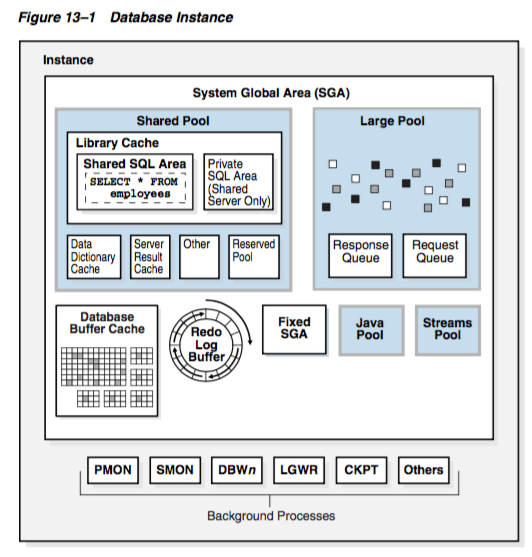 Figure 13–1 Database Instance
Instance
System Global Area (SGA)
Shared Pool
Library Cache
Shared SQL Area
SELECT * FROM
employees
Private
SQL Area
(Shared
Server Only)
Data
Dictionary
Cache
Server
Result
Cache
Other
Reserved
Pool
Large Pool
Response
Queue
Request
Queue
Database
Buffer Cache
Redo
Log
Buffer
Fixed
SGA
Java
Pool
Streams
Pool
PMON
SMON
DBWn
LGWR
CKPT
Others
Background Processes